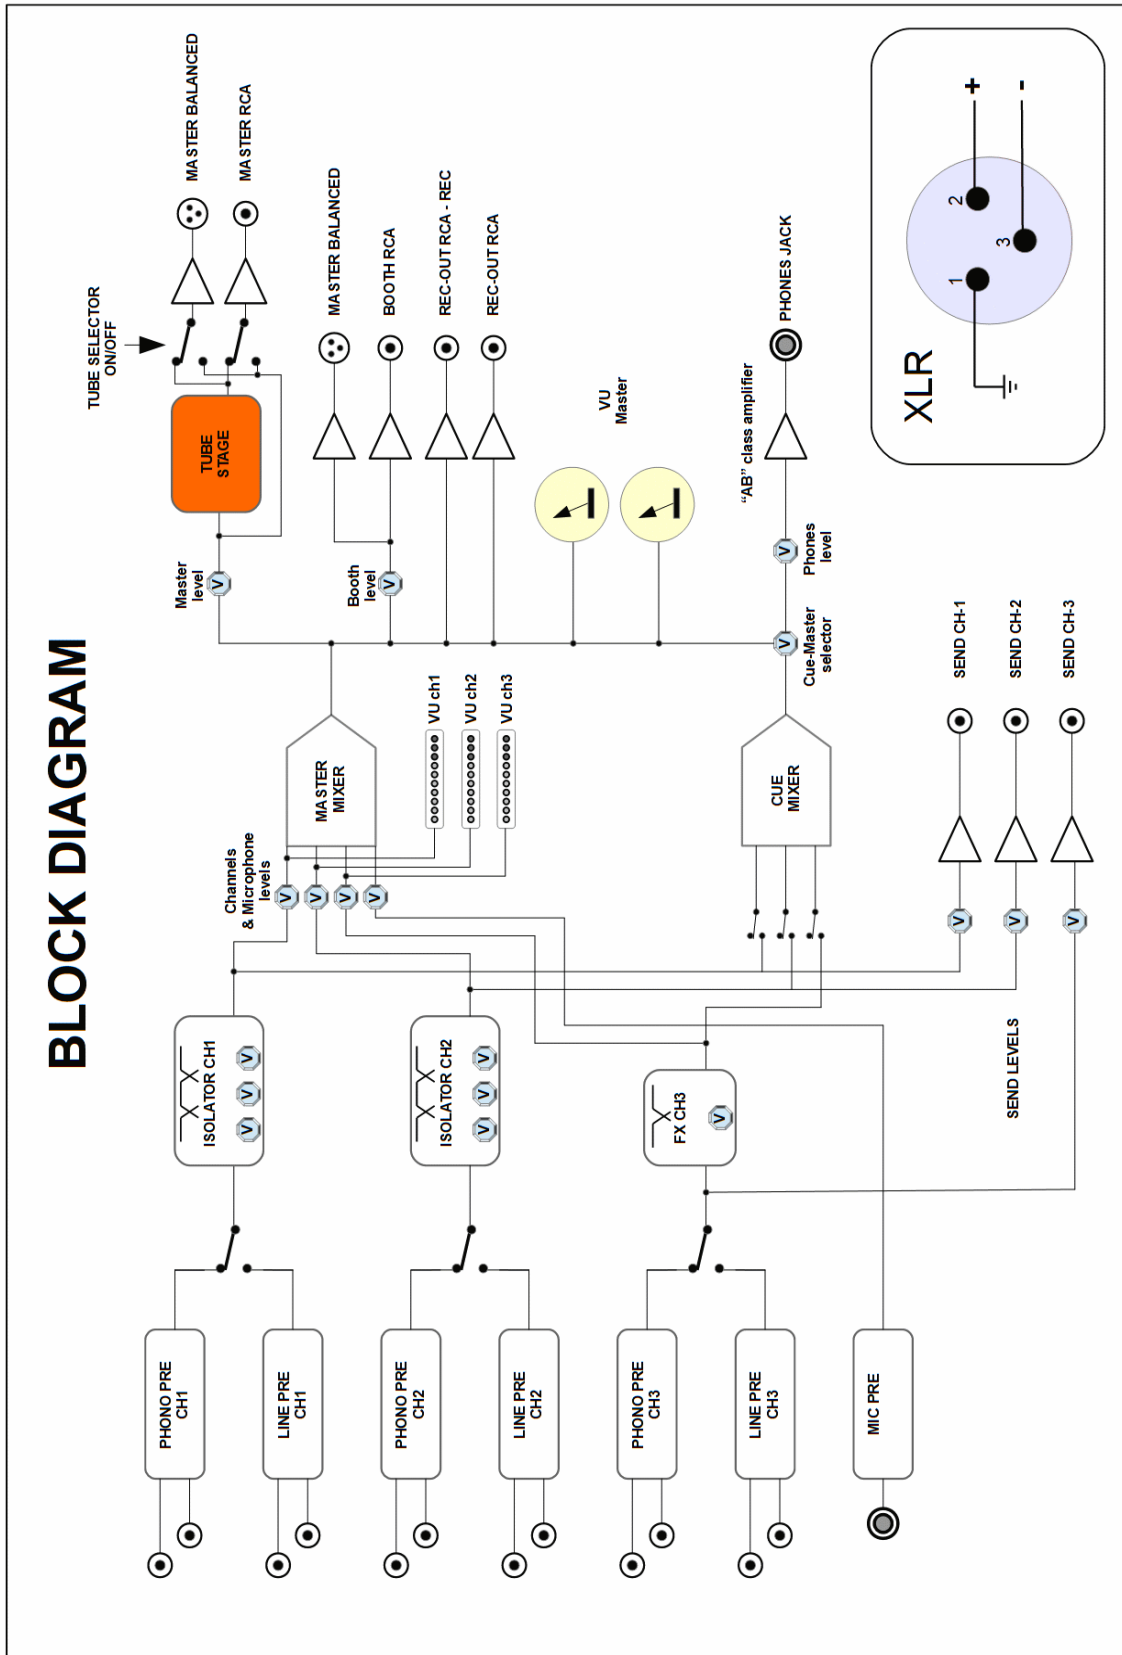 BLOCK DIAGRAM
PHONO PRE
CH1
LINE PRE
CH1
PHONO PRE
CH2
LINE PRE
CH2
PHONO PRE
CH3
LINE PRE
CH3
MIC PRE
ISOLATOR CH1
V
V
V
ISOLATOR CH2
V
V
V
FX CH3
V
SEND LEVELS
V
V
V
SEND CH-1
SEND CH-2
SEND CH-3
Channels
& Microphone
levels
V
V
V
V
MASTER
MIXER
VU ch1
VU ch2
VU ch3
CUE
MIXER
Cue-Master
selector
V
Master
level
V
Booth
level
V
Phones
level
V
TUBE
STAGE
TUBE SELECTOR
ON/OFF
MASTER BALANCED
MASTER RCA
MASTER BALANCED
BOOTH RCA
REC-OUT RCA - REC
REC-OUT RCA
VU
Master
“AB” class amplifier
PHONES JACK
XLR
1
2
3
+
-